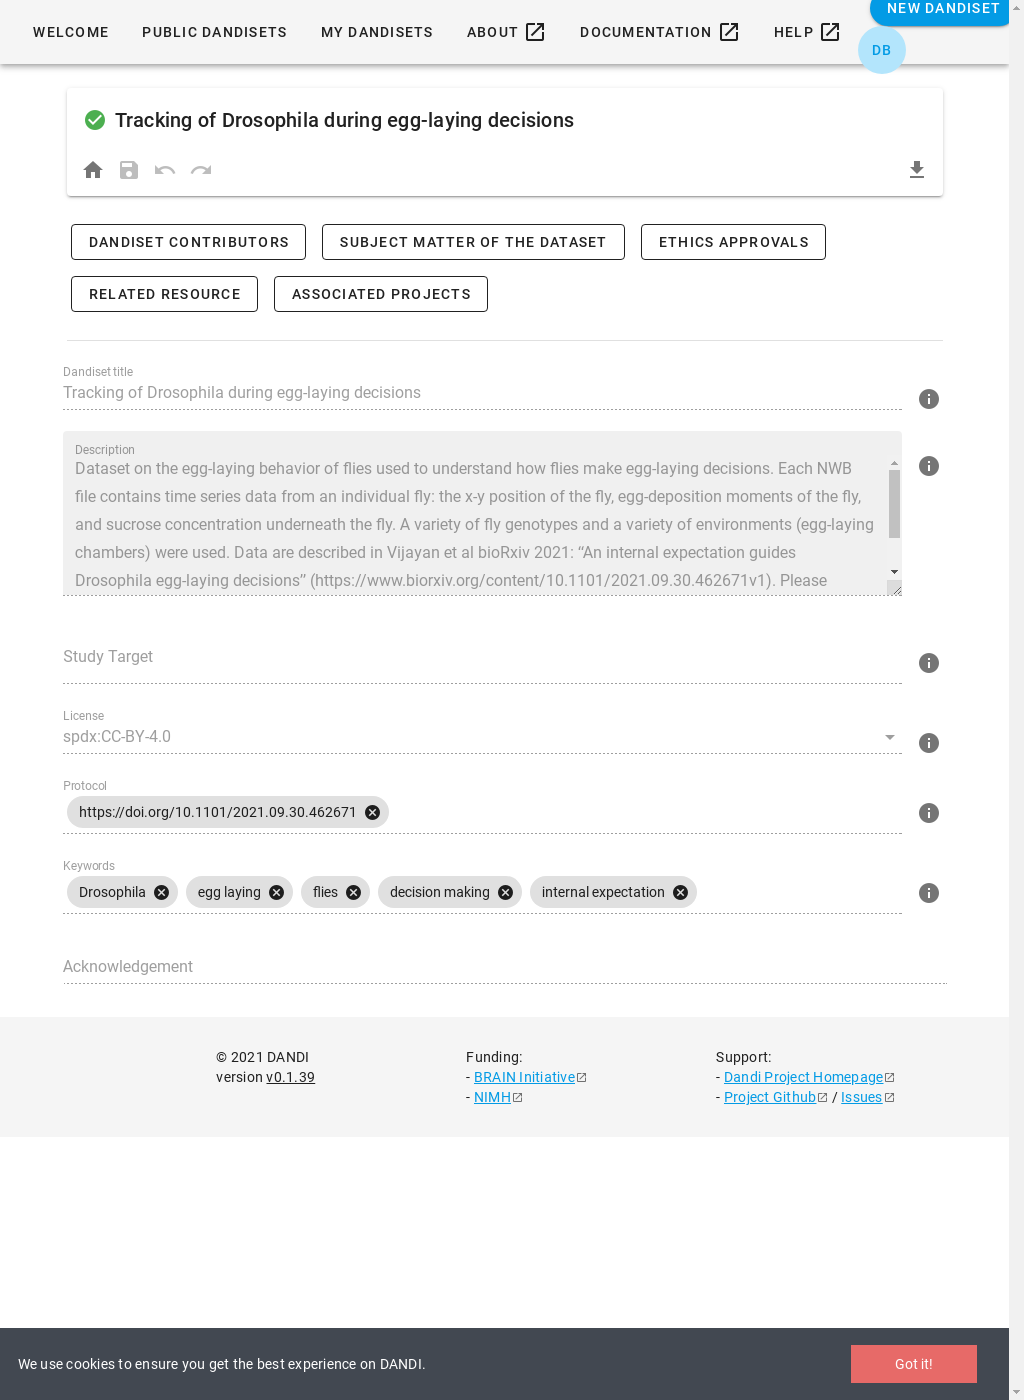 WELCOME PUBLIC DANDISETS MY DANDISETS ABOUT DOCUMENTATION HELP NEW DANDISET
DB
Tracking of Drosophila during egg-laying decisions
DANDISET CONTRIBUTORS SUBJECT MATTER OF THE DATASET ETHICS APPROVALS
RELATED RESOURCE ASSOCIATED PROJECTS
Dandiset title
Tracking of Drosophila during egg-laying decisions
Description
Dataset on the egg-laying behavior of flies used to understand how flies make egg-laying decisions. Each NWB
file contains time series data from an individual fly: the x-y position of the fly, egg-deposition moments of the fly,
and sucrose concentration underneath the fly. A variety of fly genotypes and a variety of environments (egg-laying
chambers) were used. Data are described in Vijayan et al bioRxiv 2021: “An internal expectation guides
Drosophila egg-laying decisions” (https://www.biorxiv.org/content/10.1101/2021.09.30.462671v1). Please
Study Target
License
spdx:CC-BY-4.0
Protocol
https://doi.org/10.1101/2021.09.30.462671
Keywords
Drosophila egg laying flies decision making internal expectation
Acknowledgement
© 2021 DANDI
version v0.1.39
Funding:
- BRAIN Initiative
- NIMH
Support:
- Dandi Project Homepage
- Project Github / Issues
We use cookies to ensure you get the best experience on DANDI.
Got it!